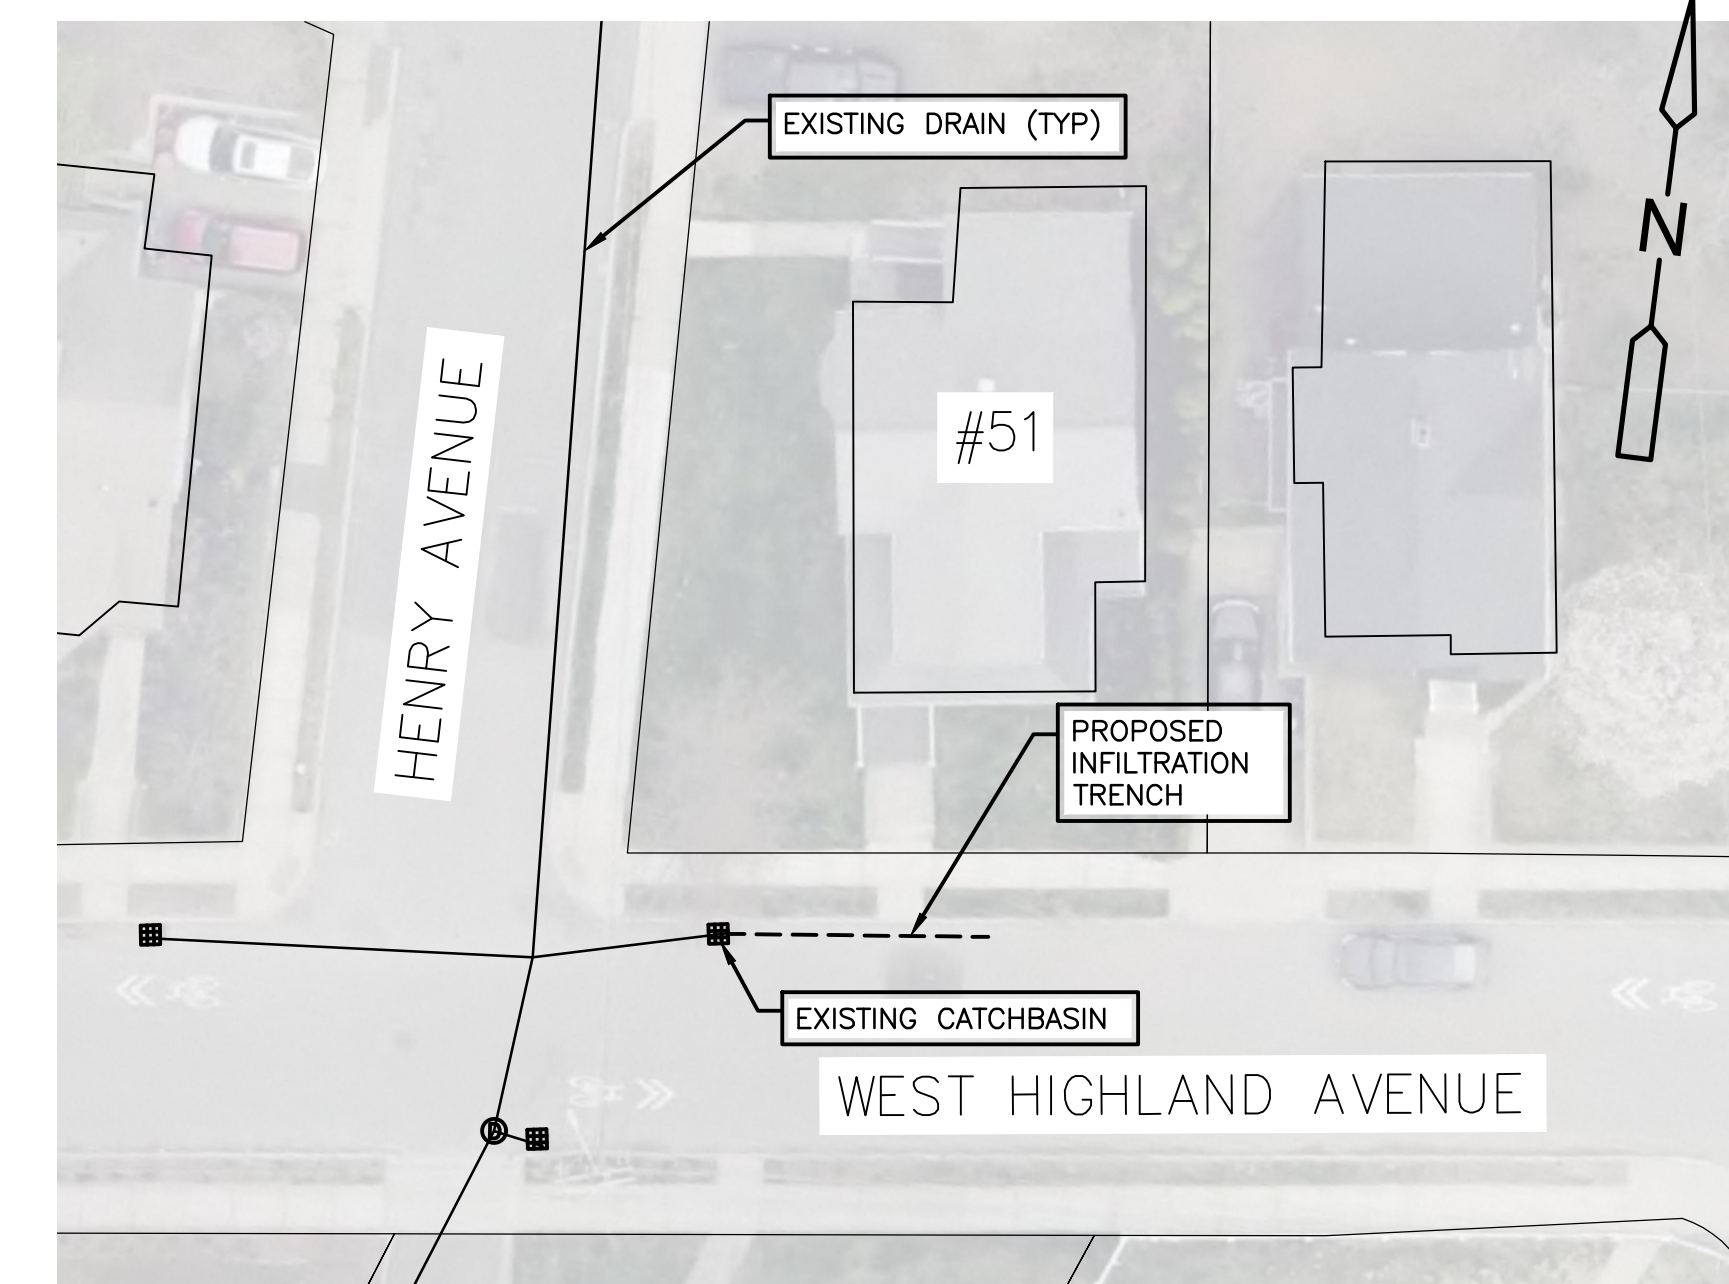 EXISTING DRAIN (TYP)
N
HENRY AVENUE
#51
PROPOSED
INFILTRATION
TRENCH
EXISTING CATCHBASIN
WEST HIGHLAND AVENUE
D